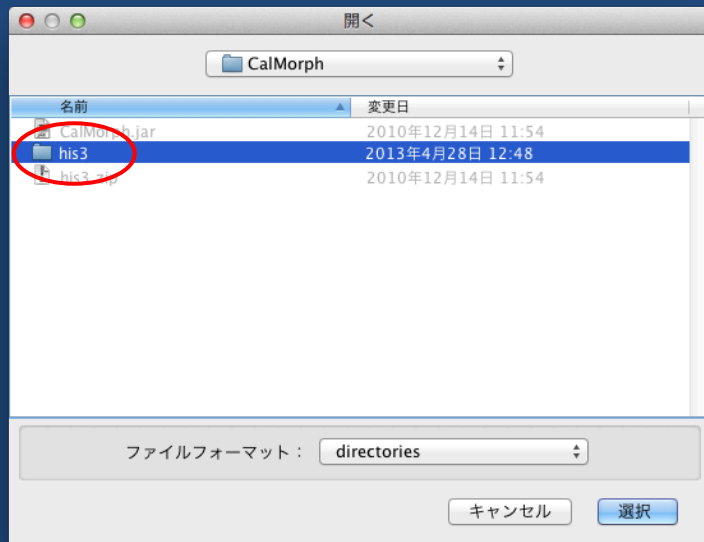 開く
CalMorph
名前 変更日
CalMorph.jar 2010年12月14日 11:54
his3 2013年4月28日 12:48
his3.zip 2010年12月14日 11:54
ファイルフォーマット： directories
キャンセル 選択